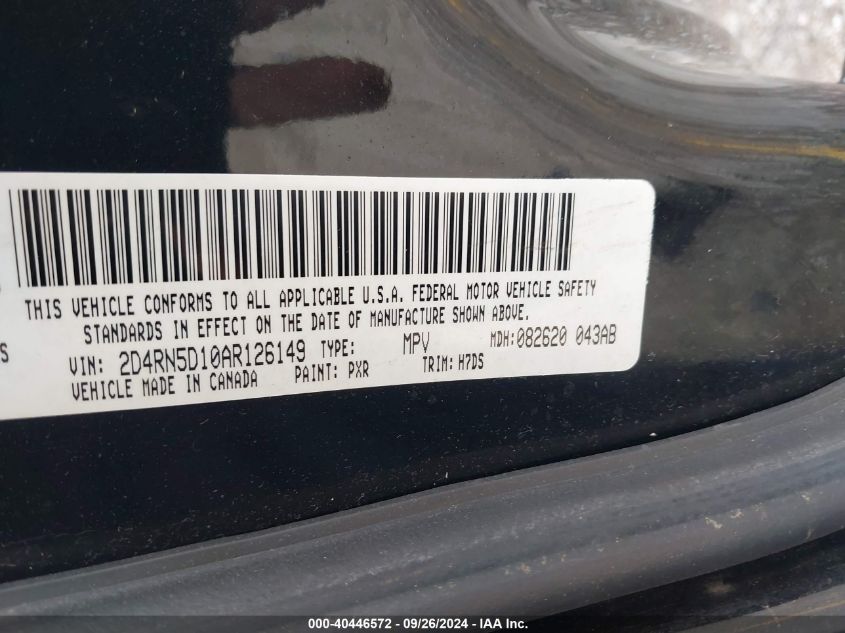 THIS VEHICLE CONFORMS TO ALL APPLICABLE U.S.A. FEDERAL MOTOR VEHICLE SAFETY
STANDARDS IN EFFECT ON THE DATE OF MANUFACTURE SHOWN ABOVE.
VIN: 2D4RN5D10AR126149 TYPE: MPV MDH:082620 043AB
VEHICLE MADE IN CANADA PAINT: PXR TRIM: H7DS
000-40446572 / 09/26/2024 - IAA Inc.